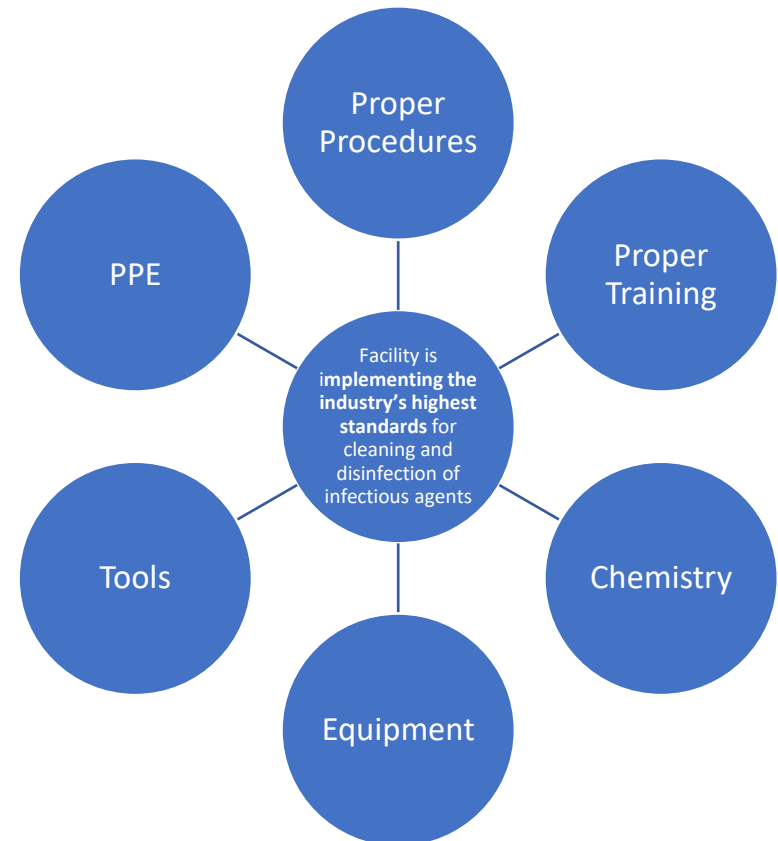 Proper
Procedures
PPE
Proper
Training
Facility is
implementing the
industry's highest
standards for
cleaning and
disinfection of
infectious agents
Tools
Chemistry
Equipment